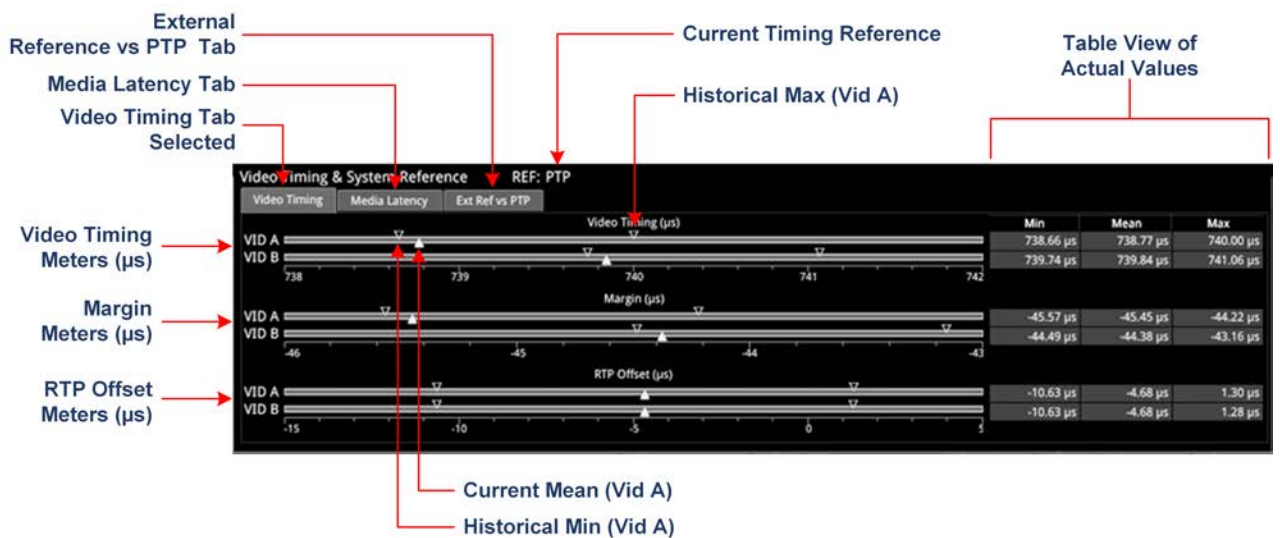 External
Reference vs PTP Tab
Media Latency Tab
Video Timing Tab
Selected
Current Timing Reference
Historical Max (Vid A)
Table View of
Actual Values
Video Timing & System Reference REF: PTP
Video Timing Media Latency Ext Ref vs PTP
Video Timing (µs)
Min Mean Max
Video Timing
Meters (µs)
VID A 738.66 µs 738.77 µs 740.00 µs
VID B 739.74 µs 739.84 µs 741.06 µs
738 739 740 741 742
Margin
Meters (µs)
Margin (µs)
VID A -45.57 µs -45.45 µs -44.22 µs
VID B -44.49 µs -44.38 µs -43.16 µs
-46 -45 -44 -43
RTP Offset
Meters (µs)
RTP Offset (µs)
VID A -10.63 µs -4.68 µs 1.30 µs
VID B -10.63 µs -4.68 µs 1.28 µs
-15 -10 -5 0 5
Current Mean (Vid A)
Historical Min (Vid A)